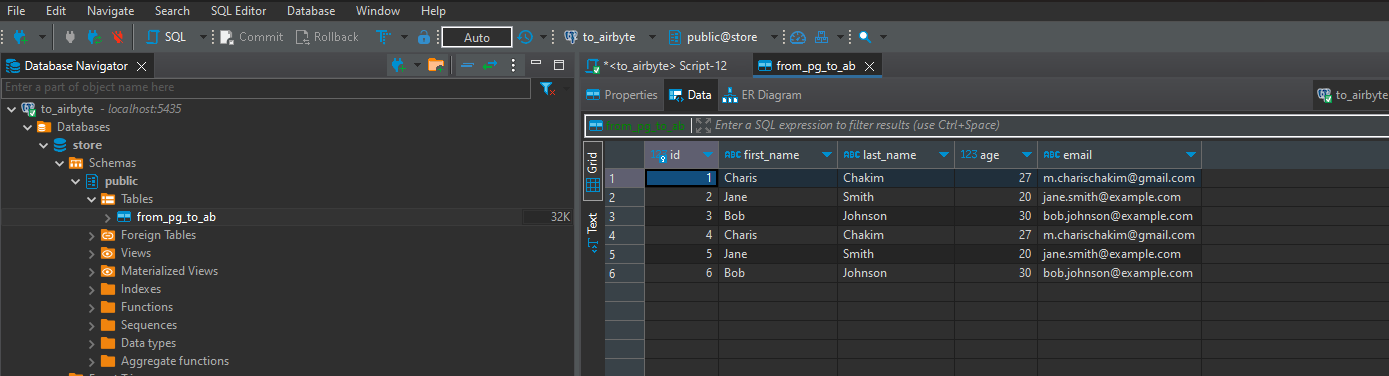 File Edit Navigate Search SQL Editor Database Window Help
SQL Commit Rollback Auto to_airbyte public@store
Database Navigator
Enter a part of object name here
to_airbyte - localhost:5435
Databases
store
Schemas
public
Tables
from_pg_to_ab 32K
Foreign Tables
Views
Materialized Views
Indexes
Functions
Sequences
Data types
Aggregate functions
*<to_airbyte> Script-12 from_pg_to_ab
Properties Data ER Diagram to_airbyte
from_pg_to_ab Enter a SQL expression to filter results (use Ctrl+Space)
Grid
Text
123 id ABC first_name ABC last_name 123 age ABC email
1 1 Charis Chakim 27 m.charischakim@gmail.com
2 2 Jane Smith 20 jane.smith@example.com
3 3 Bob Johnson 30 bob.johnson@example.com
4 4 Charis Chakim 27 m.charischakim@gmail.com
5 5 Jane Smith 20 jane.smith@example.com
6 6 Bob Johnson 30 bob.johnson@example.com